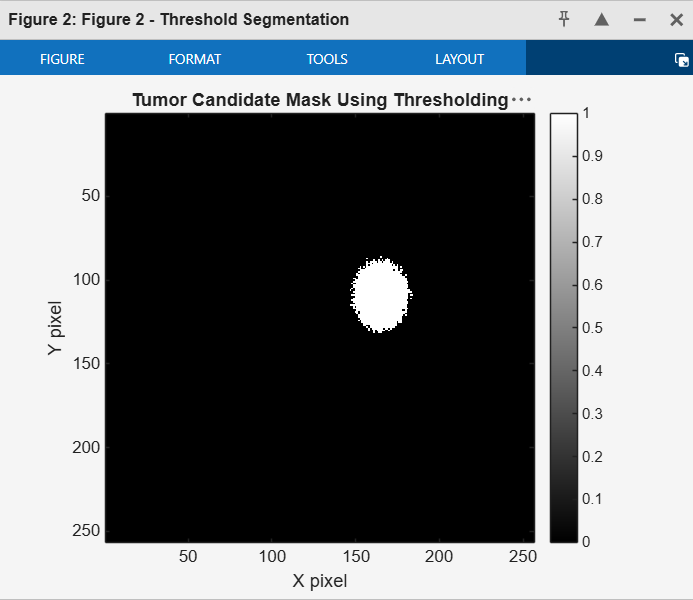 Figure 2: Figure 2 - Threshold Segmentation
FIGURE FORMAT TOOLS LAYOUT
Tumor Candidate Mask Using Thresholding
1
0.9
0.8
0.7
0.6
0.5
0.4
0.3
0.2
0.1
0
50
100
150
200
250
Y pixel
50 100 150 200 250
X pixel